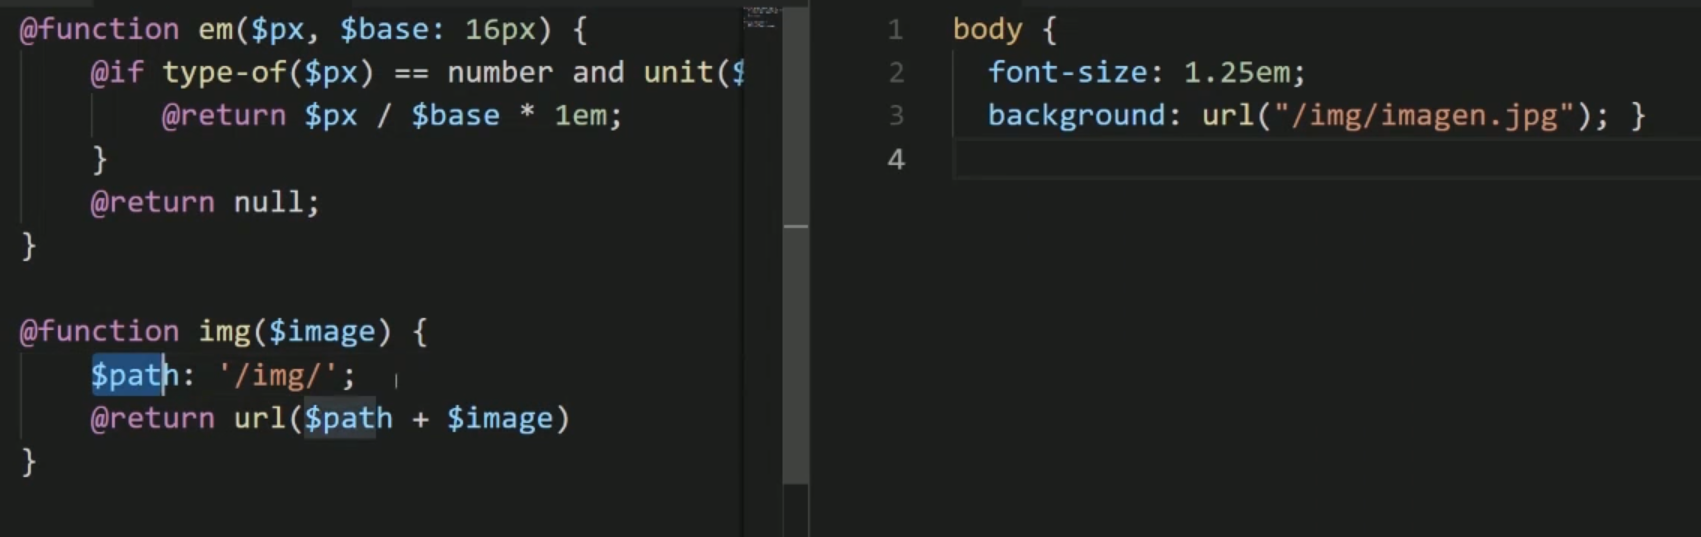 @function em($px, $base: 16px) {
@if type-of($px) == number and unit($
@return $px / $base * 1em;
}
@return null;
}
@function img($image) {
$path: '/img/';
@return url($path + $image)
}
1 body {
2 font-size: 1.25em;
3 background: url("/img/imagen.jpg"); }
4